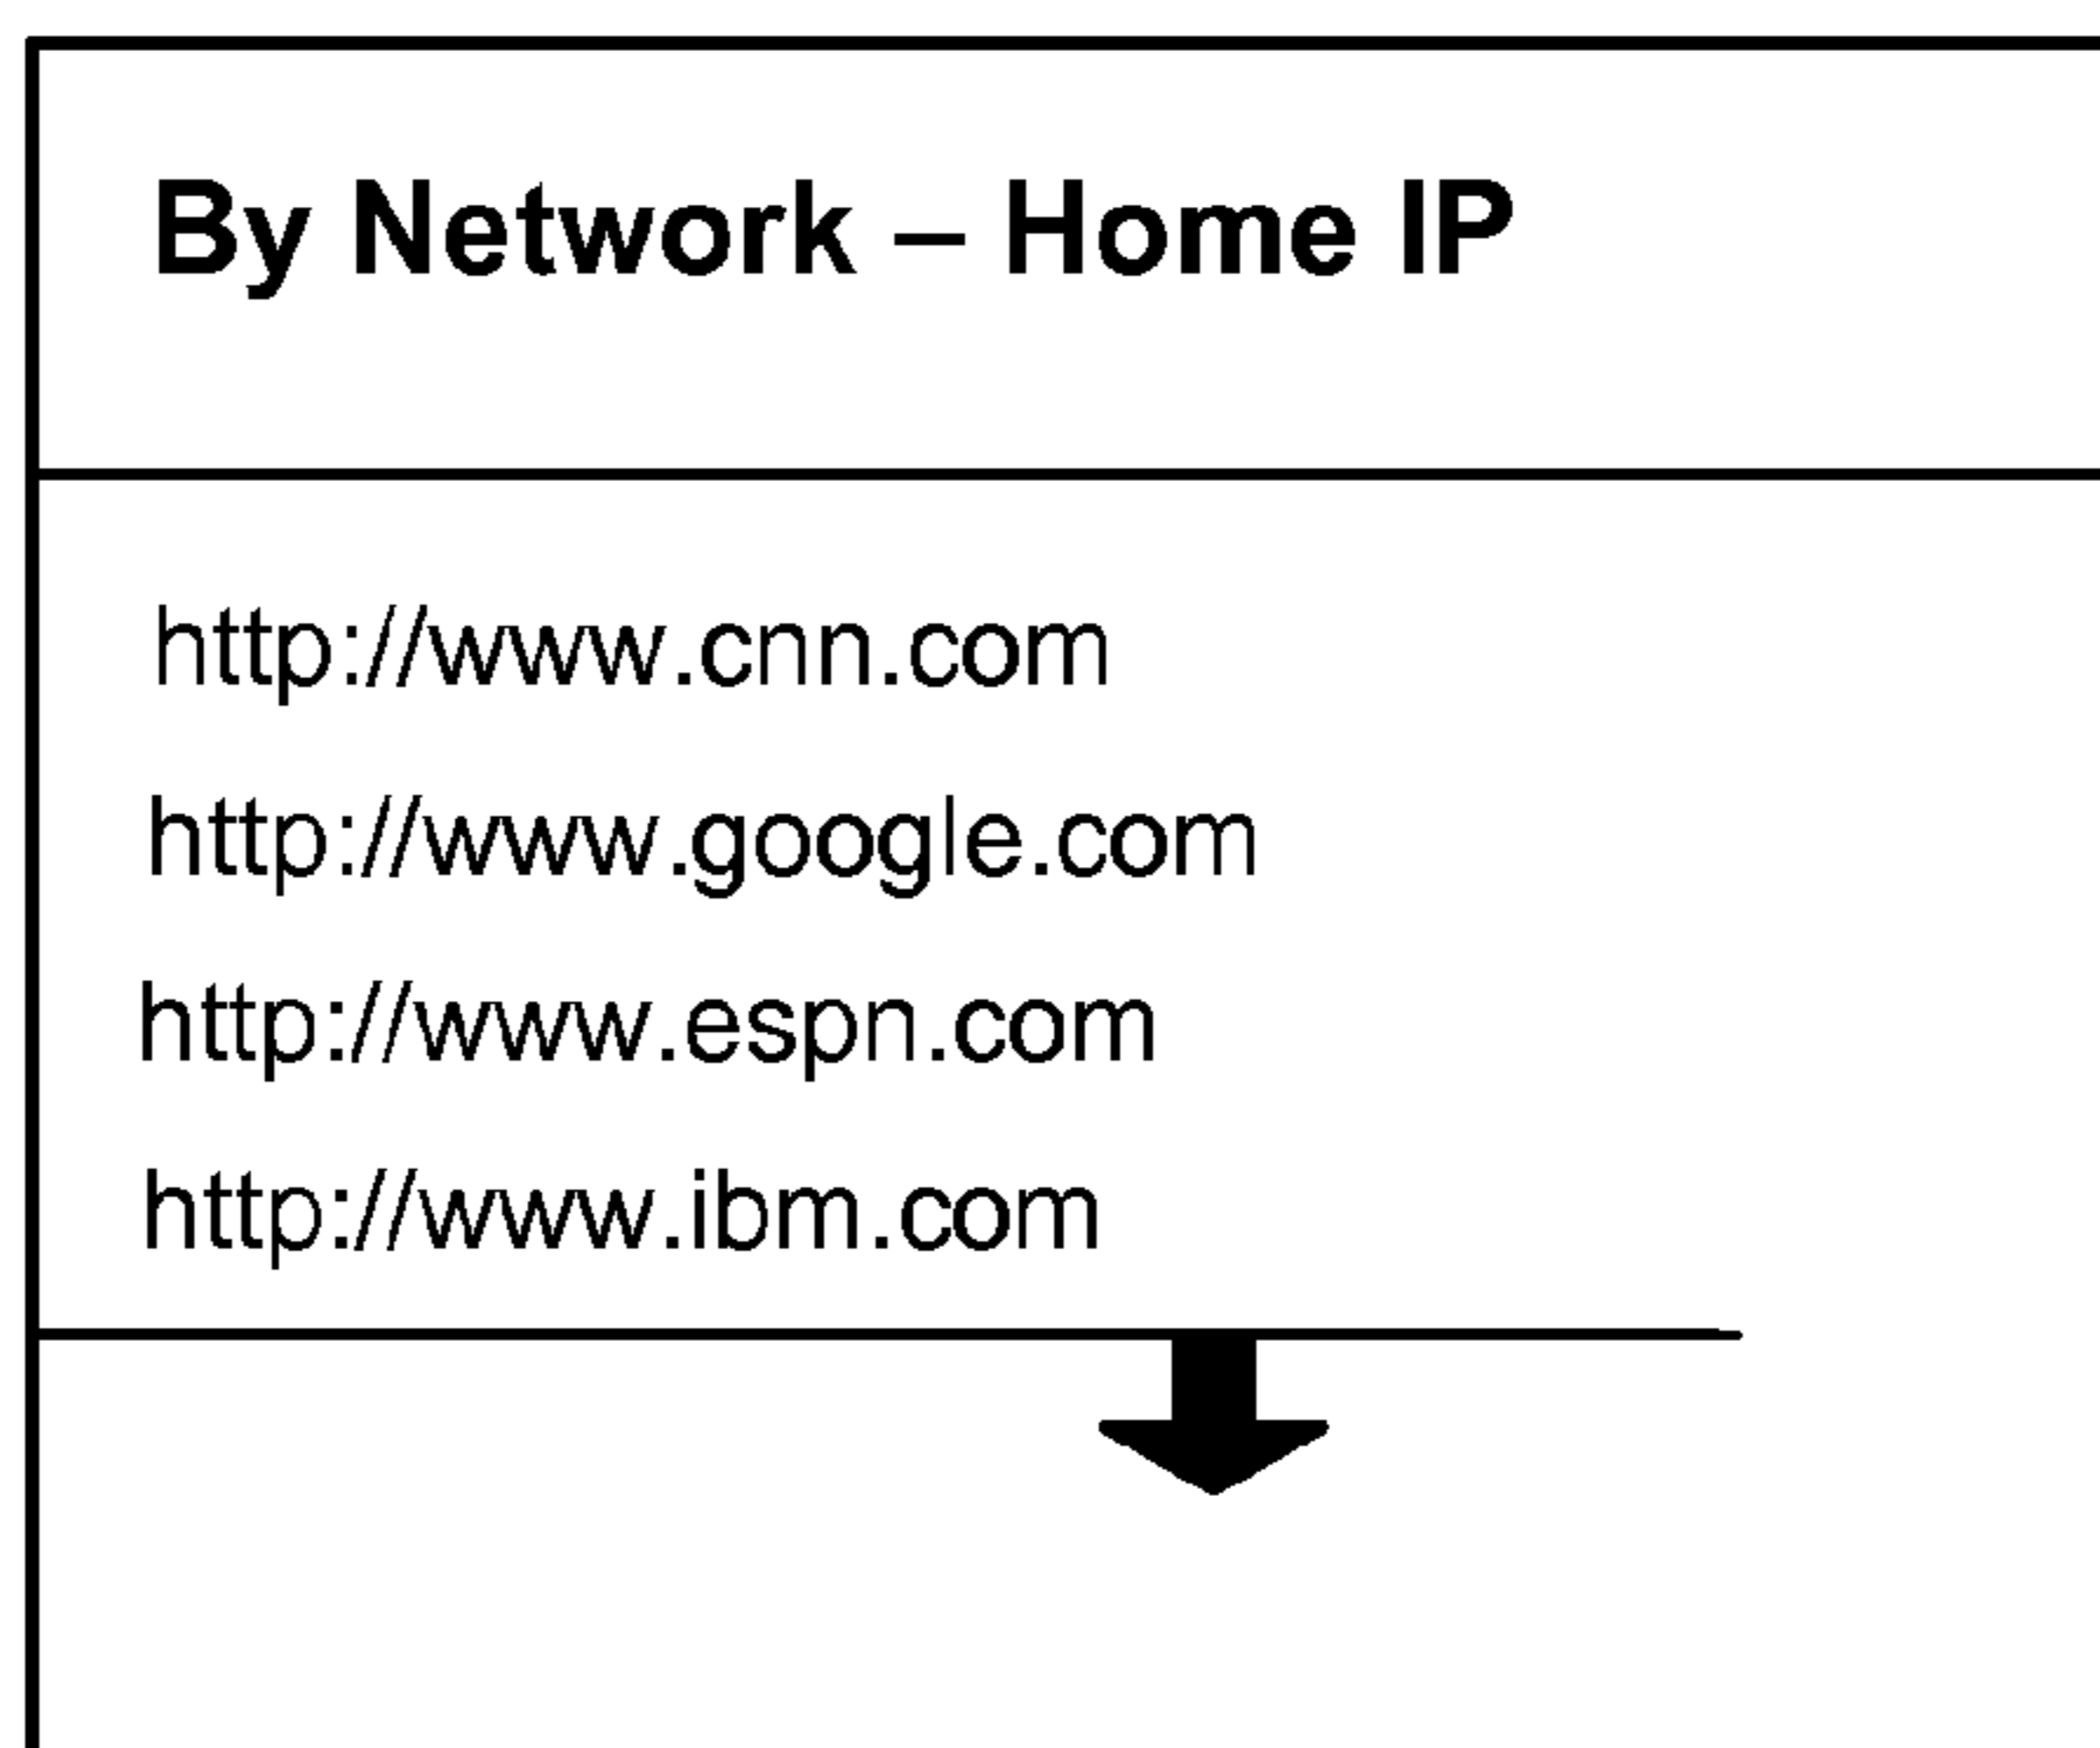 By Network – Home IP
http://www.cnn.com
http://www.google.com
http://www.espn.com
http://www.ibm.com